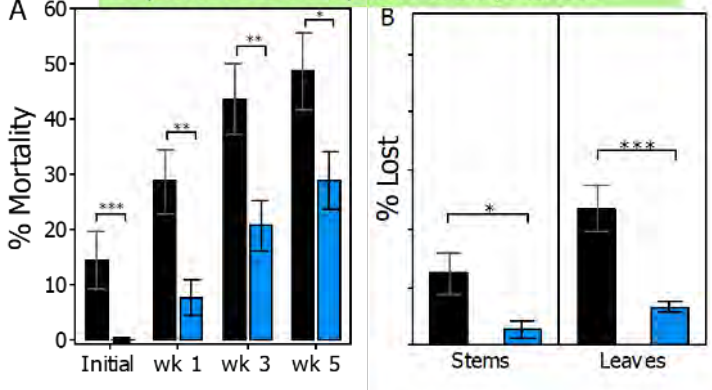 A
60
50
40
30
20
10
0
% Mortality
***
**
**
*
Initial wk 1 wk 3 wk 5
B
% Lost
*
***
Stems Leaves